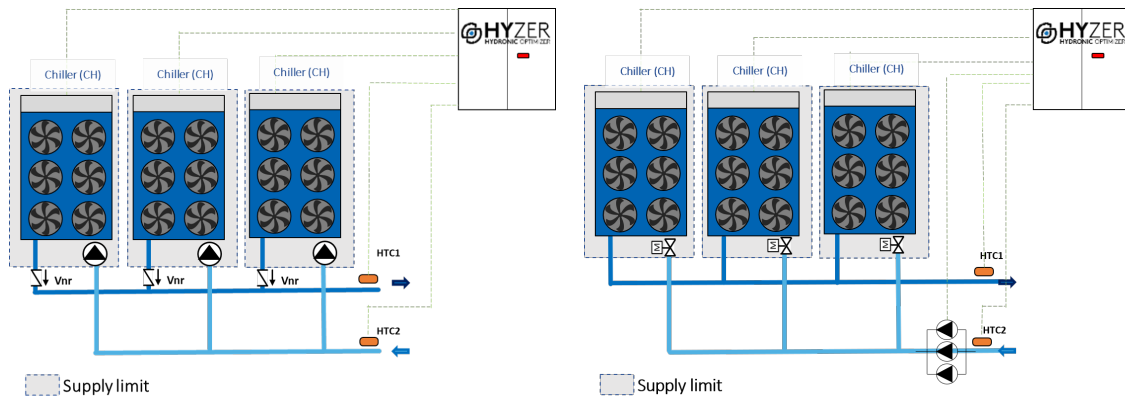 HYZER
HYDRONIC OPTIMIZER
Chiller (CH)
Chiller (CH)
Chiller (CH)
Vnr
Vnr
Vnr
HTC1
HTC2
Supply limit
HYZER
HYDRONIC OPTIMIZER
Chiller (CH)
Chiller (CH)
Chiller (CH)
M
M
M
HTC1
HTC2
Supply limit